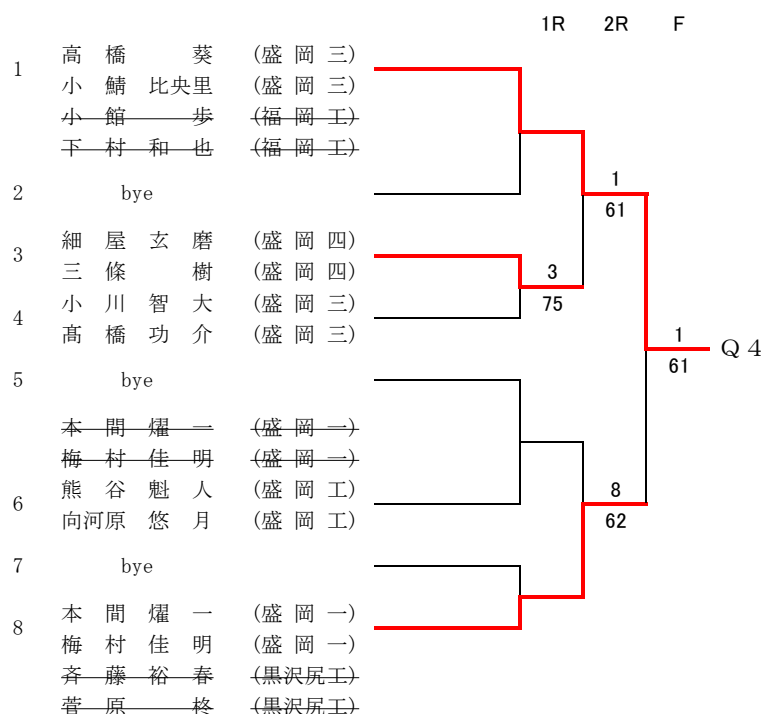 1R 2R F
高 橋 葵 (盛 岡 三)
1
小 鯖 比央里 (盛 岡 三)
小 館 歩 (福 岡 工)
下 村 和 也 (福 岡 工)
2 bye
1
61
細 屋 玄 磨 (盛 岡 四)
3
三 條 樹 (盛 岡 四)
3
75
小 川 智 大 (盛 岡 三)
4
髙 橋 功 介 (盛 岡 三)
1
61
Q4
5 bye
本 間 燿 一 (盛 岡 一)
梅 村 佳 明 (盛 岡 一)
熊 谷 魁 人 (盛 岡 工)
6
向河原 悠 月 (盛 岡 工)
8
62
7 bye
本 間 燿 一 (盛 岡 一)
8
梅 村 佳 明 (盛 岡 一)
斉 藤 裕 春 (黒沢尻工)
菅 原 柊 (黒沢尻工)